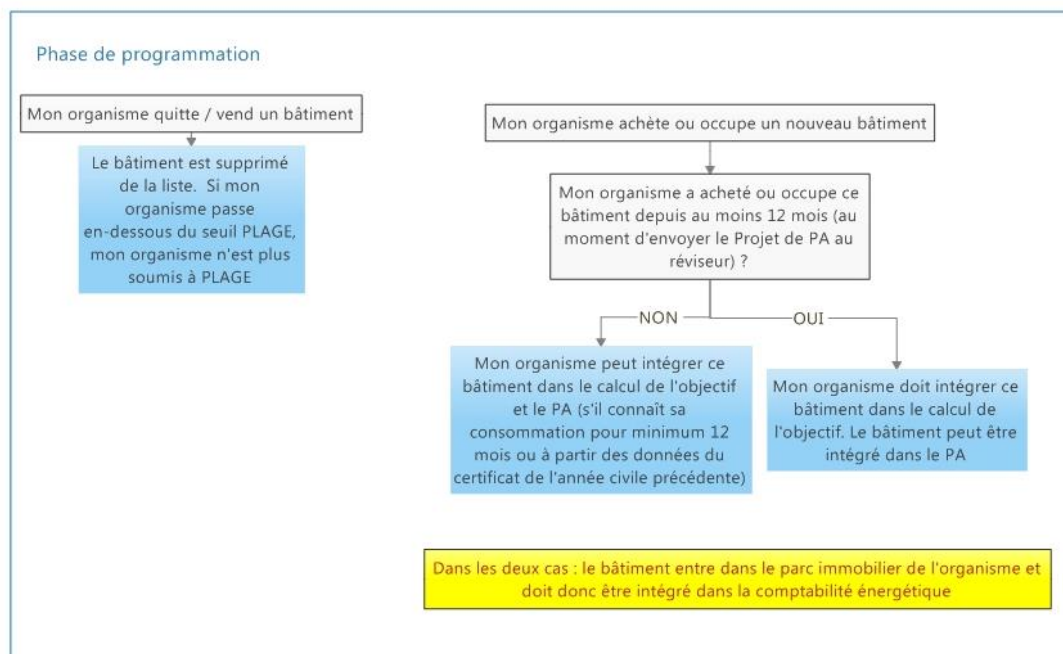 Phase de programmation
Mon organisme quitte / vend un bâtiment
Le bâtiment est supprimé
de la liste. Si mon
organisme passe
en-dessous du seuil PLAGE,
mon organisme n'est plus
soumis à PLAGE
Mon organisme achète ou occupe un nouveau bâtiment
Mon organisme a acheté ou occupe ce
bâtiment depuis au moins 12 mois (au
moment d'envoyer le Projet de PA au
réviseur) ?
NON
OUI
Mon organisme peut intégrer ce
bâtiment dans le calcul de l'objectif
et le PA (s'il connaît sa
consommation pour minimum 12
mois ou à partir des données du
certificat de l'année civile précédente)
Mon organisme doit intégrer ce
bâtiment dans le calcul de
l'objectif. Le bâtiment peut être
intégré dans le PA
Dans les deux cas : le bâtiment entre dans le parc immobilier de l'organisme et
doit donc être intégré dans la comptabilité énergétique